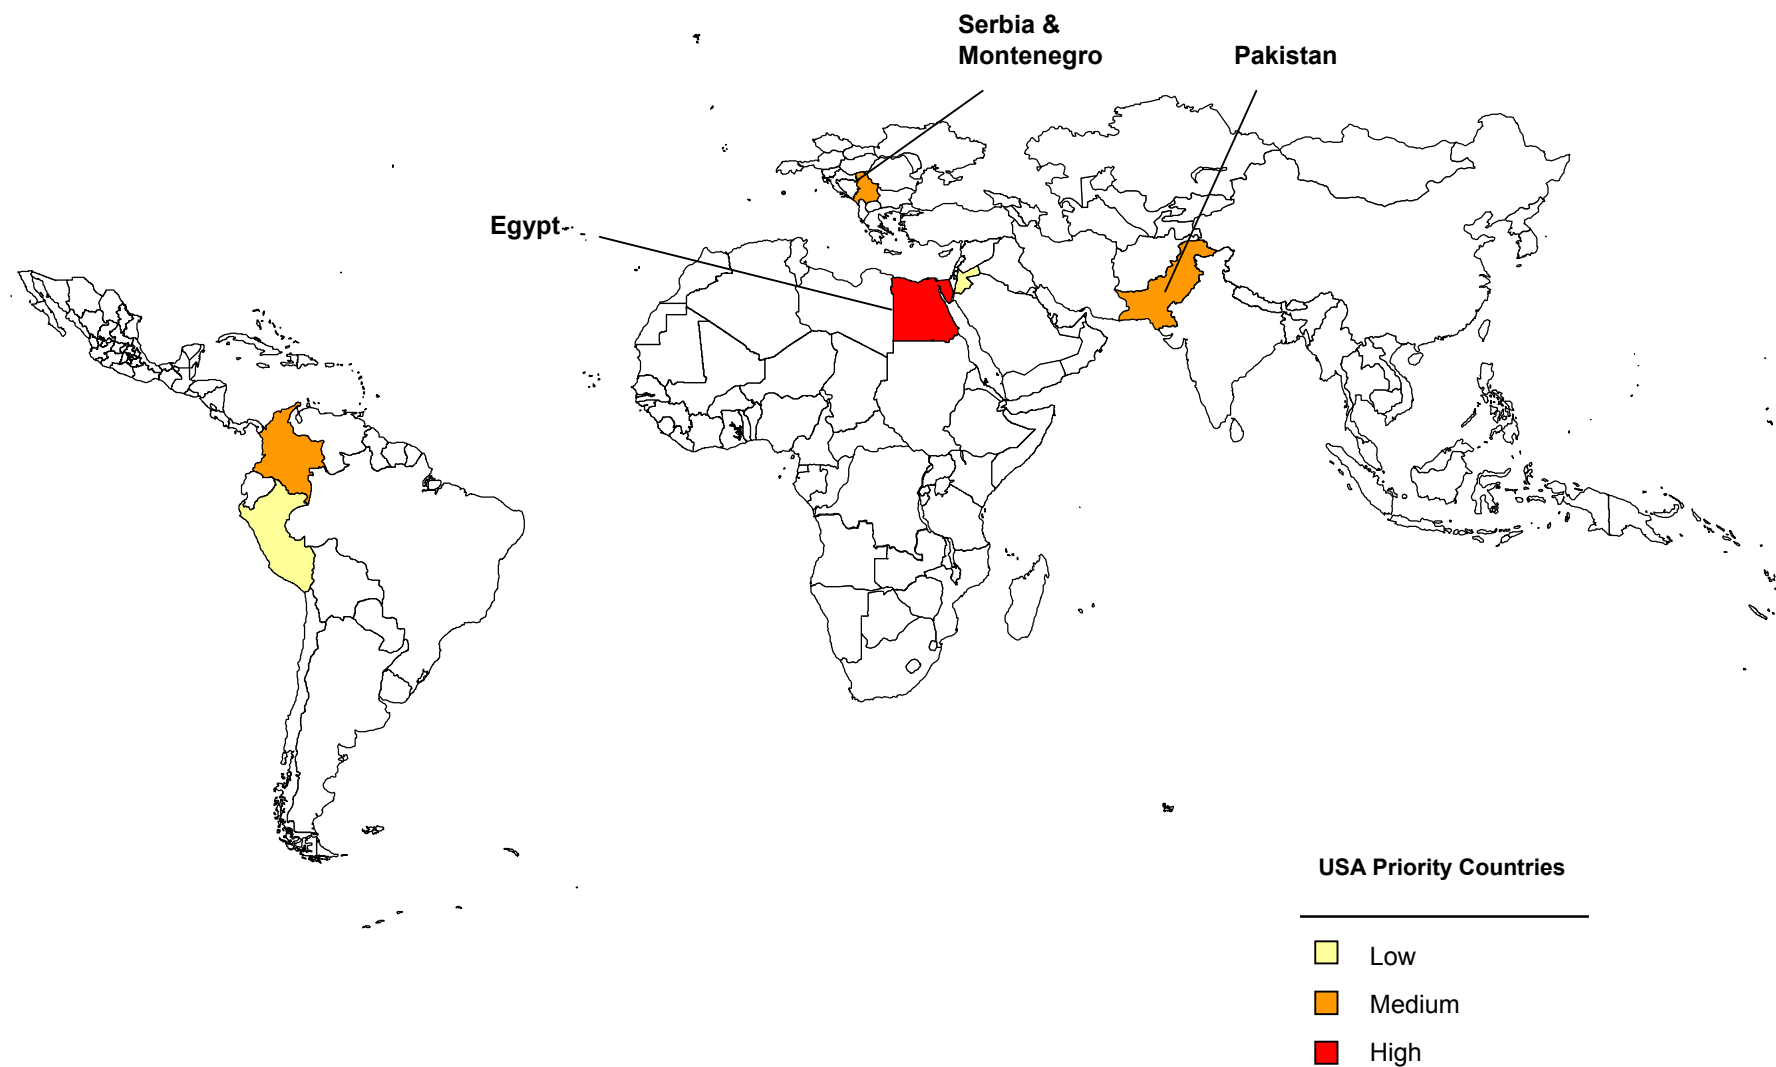 Serbia &
Montenegro
Pakistan
Egypt
USA Priority Countries
Low
Medium
High